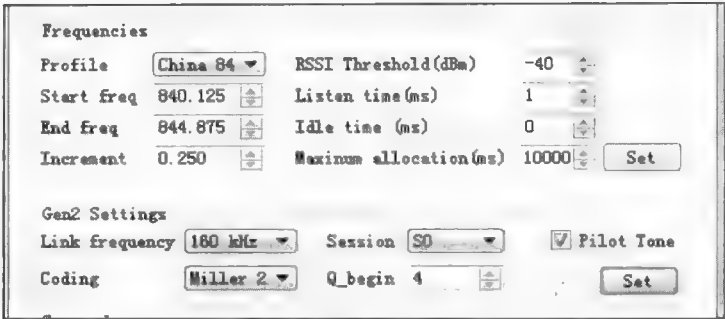 Frequencies
Profile China 84 RSSI Threshold(dBm) -40
Start freq 840.125 Listen time(ms) 1
End freq 844.875 Idle time (ms) 0
Increment 0.250 Maximum allocation(ms) 10000 Set
Gen2 Settings
Link frequency 160 kHz Session S0 Pilot Tone
Coding Miller 2 Q_begin 4 Set